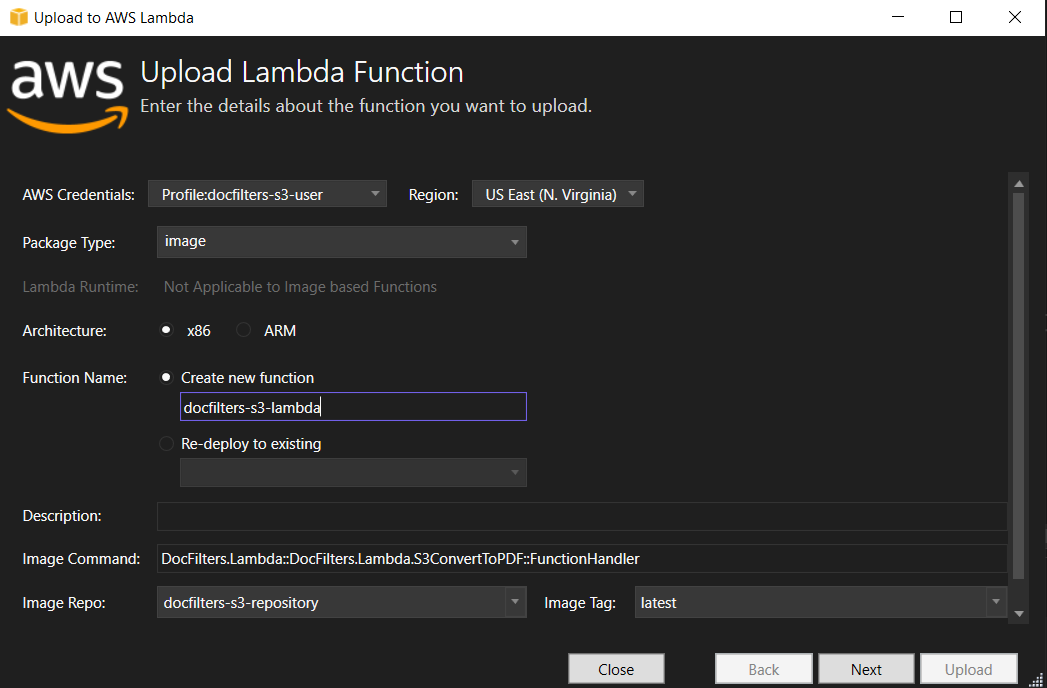 Upload to AWS Lambda
aws
Upload Lambda Function
Enter the details about the function you want to upload.
AWS Credentials: Profile:docfilters-s3-user Region: US East (N. Virginia)
Package Type: image
Lambda Runtime: Not Applicable to Image based Functions
Architecture: x86 ARM
Function Name: Create new function
docfilters-s3-lambda
Re-deploy to existing
Description:
Image Command: DocFilters.Lambda::DocFilters.Lambda.S3ConvertToPDF::FunctionHandler
Image Repo: docfilters-s3-repository Image Tag: latest
Close Back Next Upload